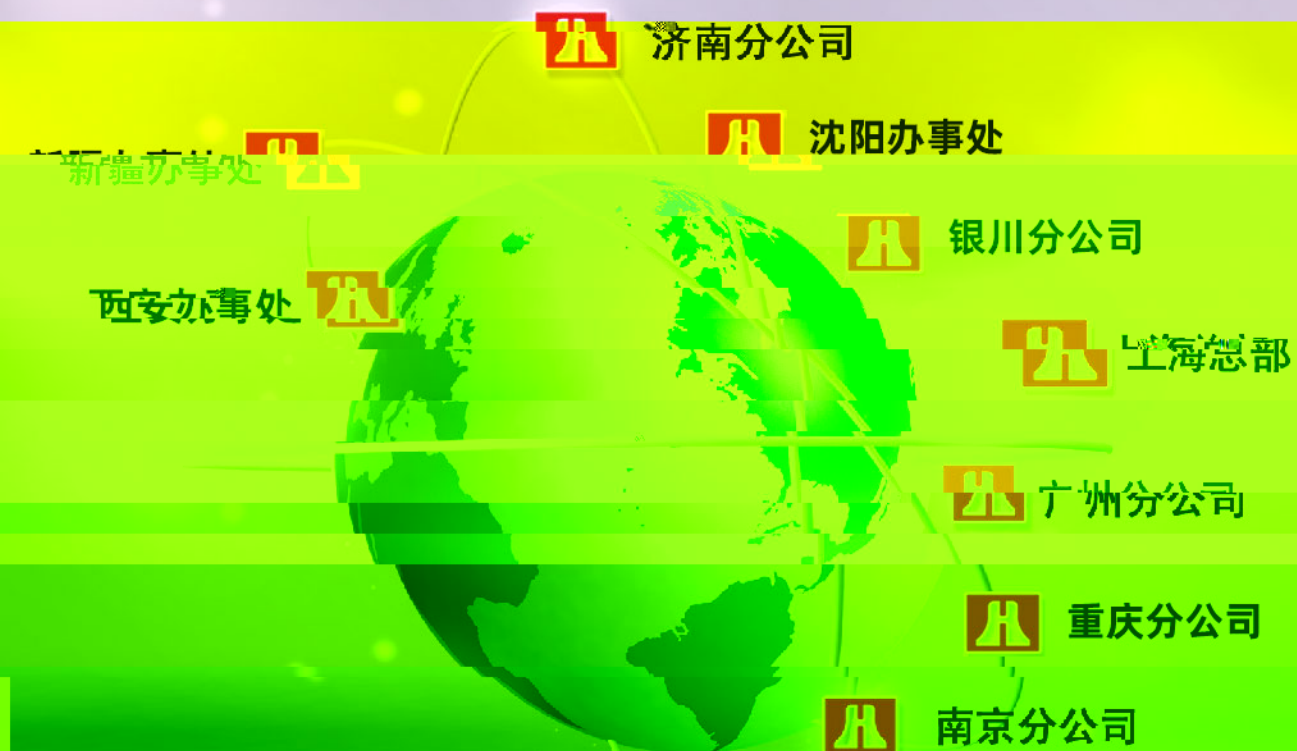 济南分公司
沈阳办事处
新疆办事处
银川分公司
西安办事处
上海总部
广州分公司
重庆分公司
南京分公司